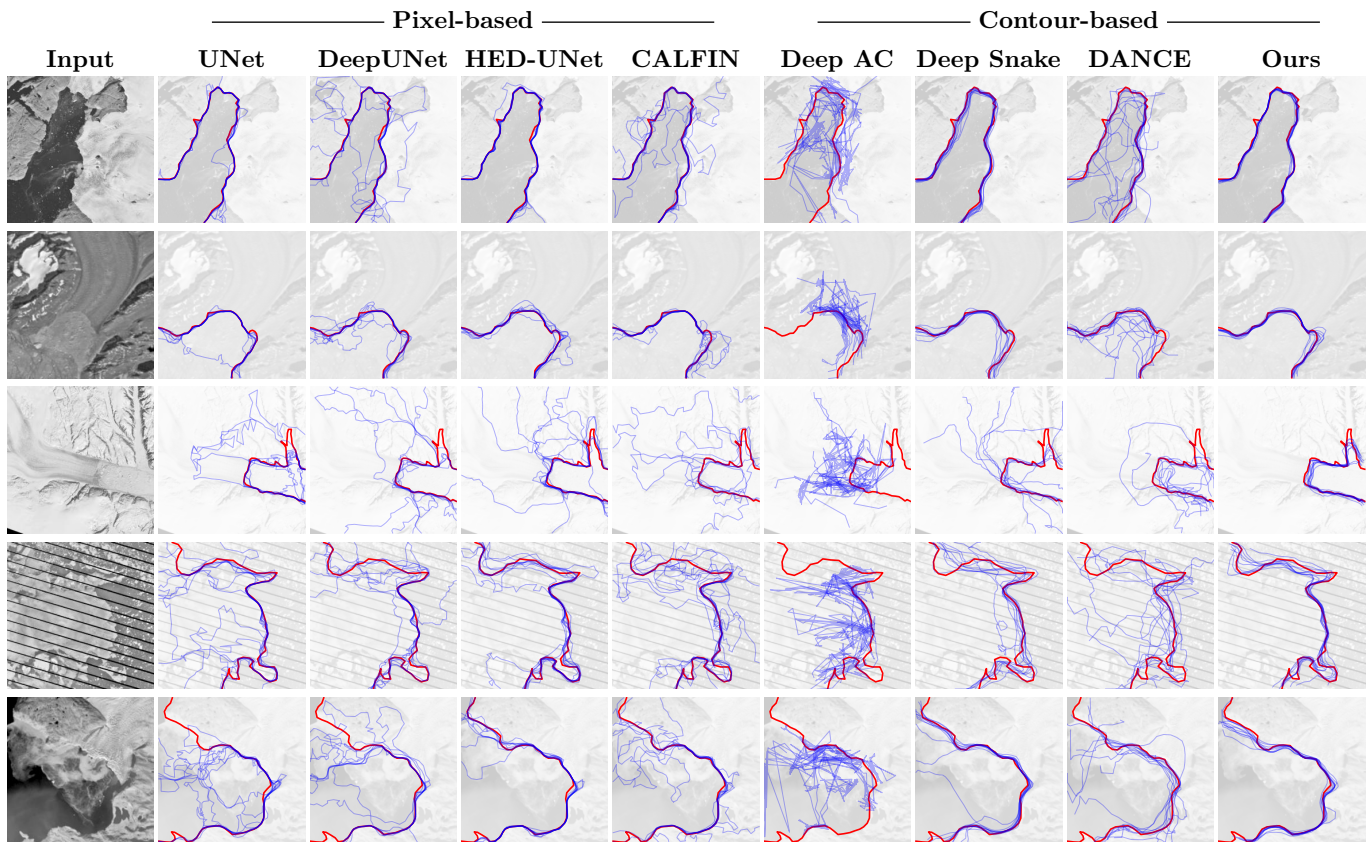 Pixel-based Contour-based
Input UNet DeepUNet HED-UNet CALFIN Deep AC Deep Snake DANCE Ours